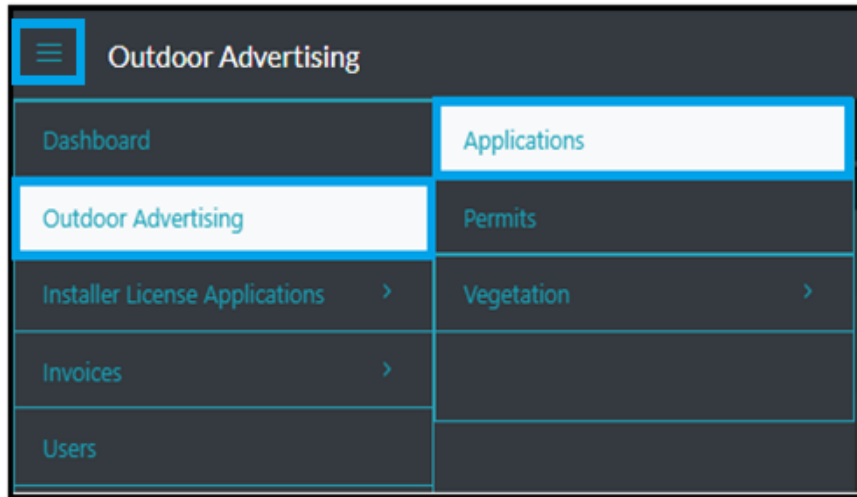 Outdoor Advertising
Dashboard
Applications
Outdoor Advertising
Permits
Installer License Applications >
Vegetation >
Invoices >
Users